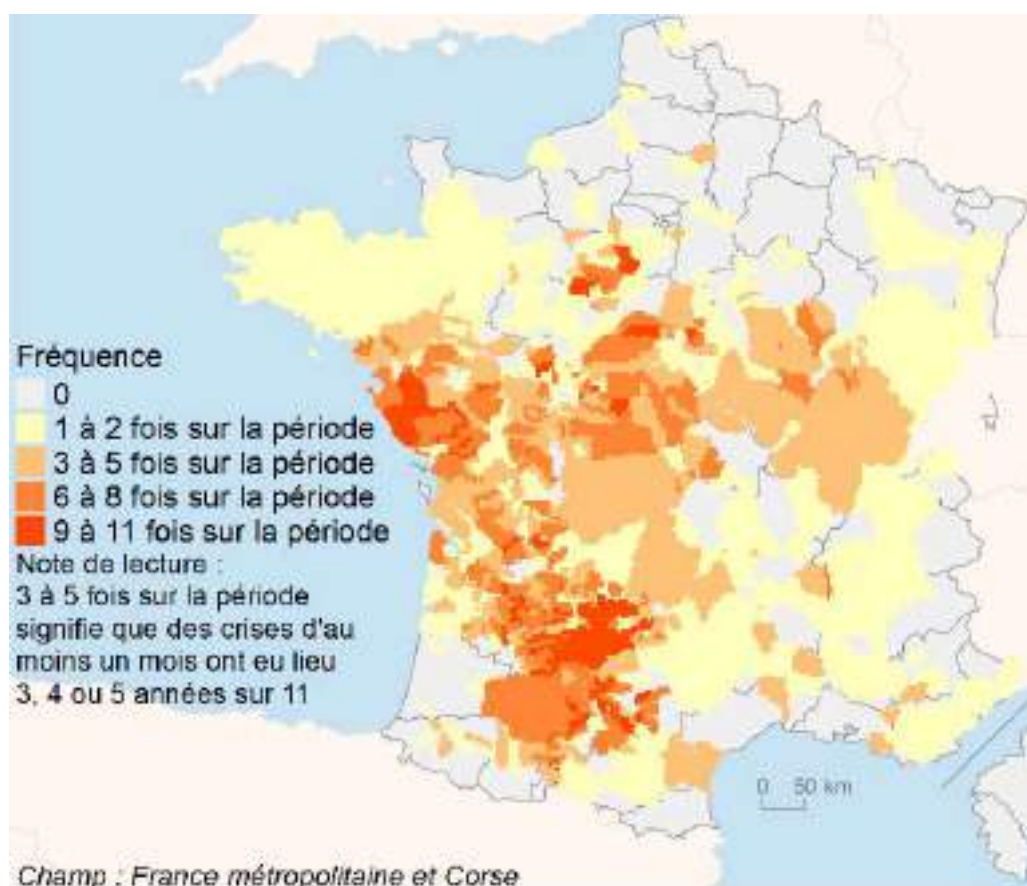 Fréquence
0
1 à 2 fois sur la période
3 à 5 fois sur la période
6 à 8 fois sur la période
9 à 11 fois sur la période
Note de lecture :
3 à 5 fois sur la période
signifie que des crises d'au
moins un mois ont eu lieu
3, 4 ou 5 années sur 11
0 50 km
Champ : France métropolitaine et Corse